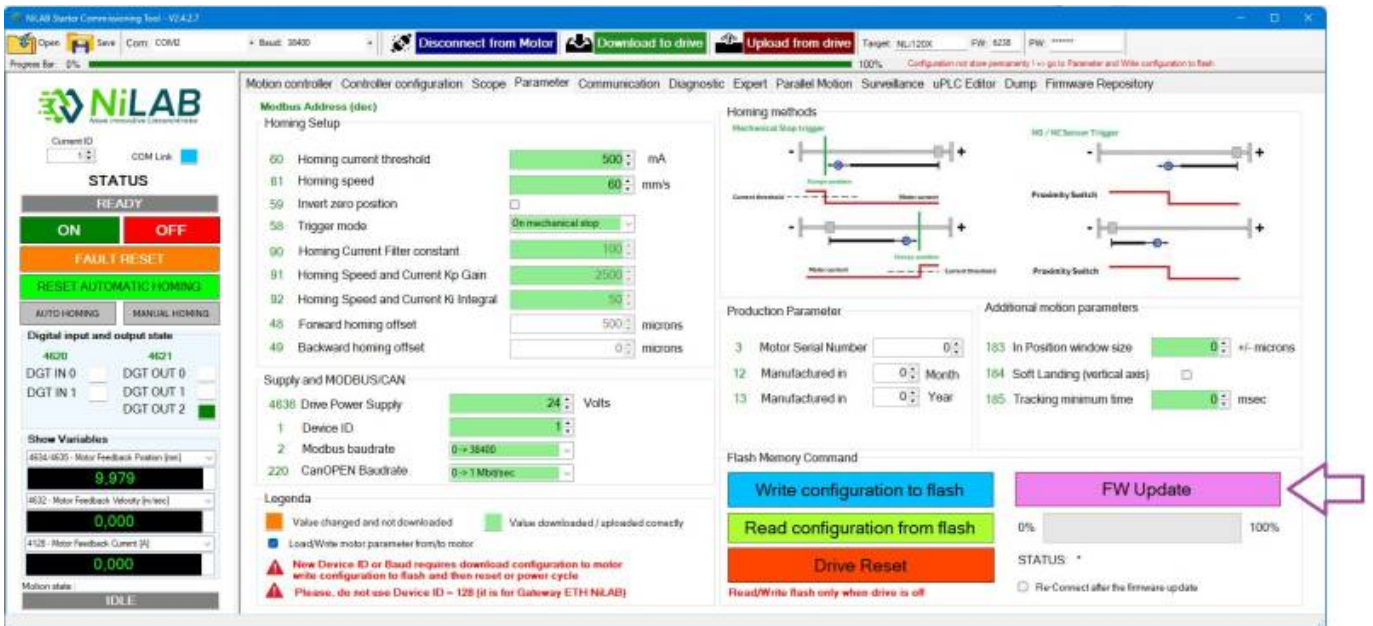 NiLAB Starter Commissioning Tool - V2.4.2.7
Open Save Com: COM2 Baud: 38400 Disconnect from Motor Download to drive Upload from drive Target: NL/120X FW: 6238 PW: ******
Progress Bar: 0% 100% Configuration not store permanently ! => go to Parameter and Write configuration to flash
Motion controller Controller configuration Scope Parameter Communication Diagnostic Expert Parallel Motion Surveillance uPLC Editor Dump Firmware Repository
NiLAB
Current ID
1 COM Link
STATUS
READY
ON OFF
FAULT RESET
RESET AUTOMATIC HOMING
AUTO HOMING MANUAL HOMING
Digital input and output state
4620 4621
DGT IN 0 DGT OUT 0
DGT IN 1 DGT OUT 1
DGT OUT 2
Show Variables
4634/4635 - Motor Feedback Position [mm]
9,979
4632 - Motor Feedback Velocity [m/sec]
0,000
4128 - Motor Feedback Current [A]
0,000
Motion state:
IDLE
Modbus Address (dec)
Homing Setup
60 Homing current threshold 500 mA
61 Homing speed 60 mm/s
59 Invert zero position
58 Trigger mode On mechanical stop
90 Homing Current Filter constant 100
91 Homing Speed and Current Kp Gain 2500
92 Homing Speed and Current Ki Integral 50
48 Forward homing offset 500 microns
49 Backward homing offset 0 microns
Supply and MODBUS/CAN
4636 Drive Power Supply 24 Volts
1 Device ID 1
2 Modbus baudrate 0-> 38400
220 CanOPEN Baudrate 0-> 1 Mbit/sec
Legenda
Value changed and not downloaded Value downloaded / uploaded correctly
Load/Write motor parameter from/to motor
New Device ID or Baud requires download configuration to motor
write configuration to flash and then reset or power cycle
Please, do not use Device ID = 128 (it is for Gateway ETH NiLAB)
Homing methods
Mechanical Stop trigger NO / NC Sensor Trigger
- + - +
Range position
Current threshold Motor current Proximity Switch
- + - +
Range position
Motor current Current threshold Proximity Switch
Production Parameter
3 Motor Serial Number 0
12 Manufactured in 0 Month
13 Manufactured in 0 Year
Additional motion parameters
183 In Position window size 0 +/- microns
184 Soft Landing (vertical axis)
185 Tracking minimum time 0 msec
Flash Memory Command
Write configuration to flash FW Update
Read configuration from flash 0% 100%
Drive Reset STATUS: *
Read/Write flash only when drive is off Re-Connect after the firmware update